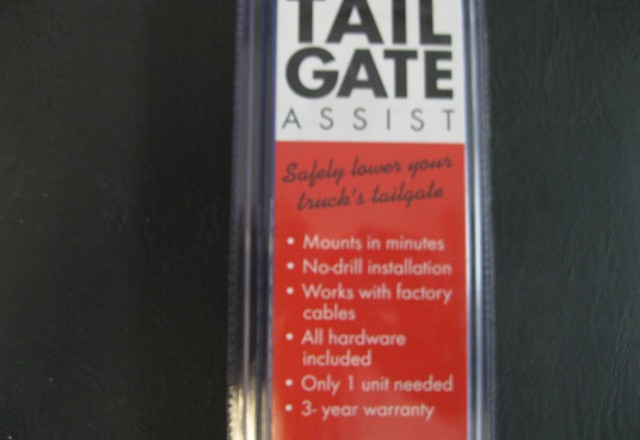 TAIL
GATE
ASSIST
Safely lower your
truck's tailgate
• Mounts in minutes
• No-drill installation
• Works with factory
cables
• All hardware
included
• Only 1 unit needed
• 3- year warranty